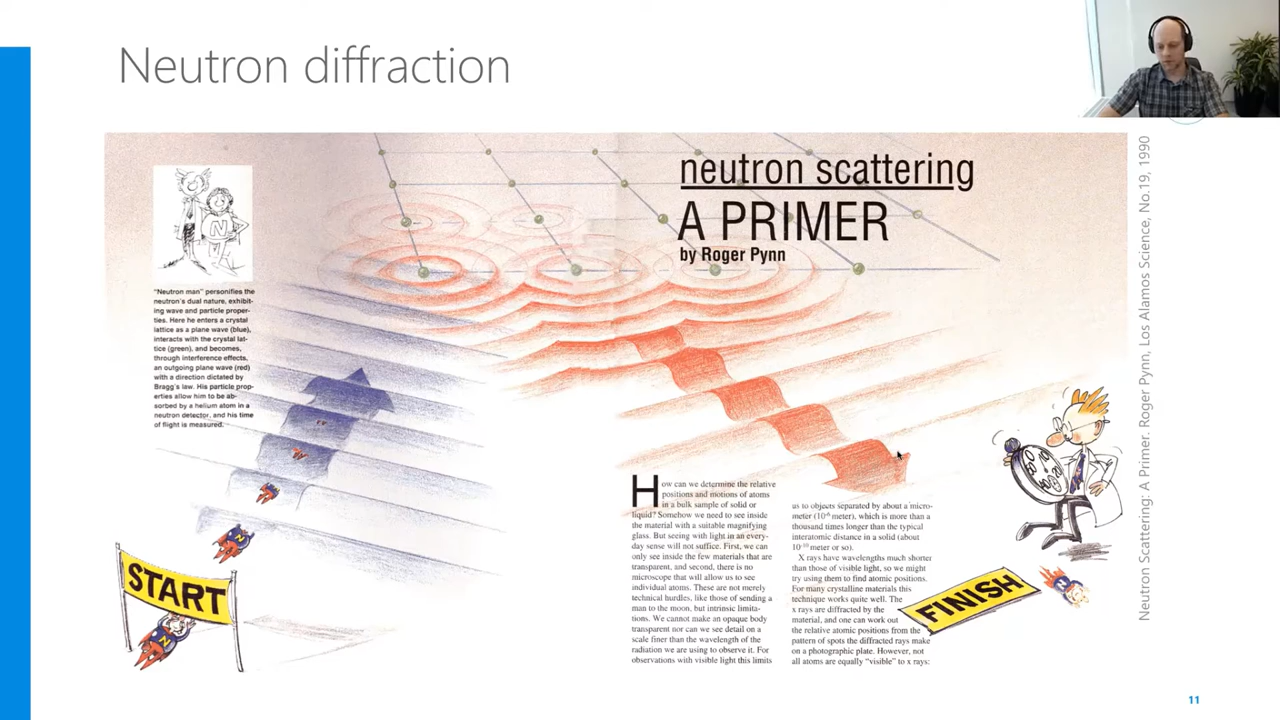 Neutron diffraction
neutron scattering
A PRIMER
by Roger Pynn
N
"Neutron man" personifies the
neutron's dual nature, exhibit-
ing wave and particle proper-
ties. Here he enters a crystal
lattice as a plane wave (blue),
interacts with the crystal lat-
tice (green), and becomes,
through interference effects,
an outgoing plane wave (red)
with a direction dictated by
Bragg's law. His particle prop-
erties allow him to be ab-
sorbed by a helium atom in a
neutron detector, and his time
of flight is measured.
START
N
N
How can we determine the relative
positions and motions of atoms
in a bulk sample of solid or
liquid? Somehow we need to see inside
the material with a suitable magnifying
glass. But seeing with light in an every-
day sense will not suffice. First, we can
only see inside the few materials that are
transparent, and second, there is no
microscope that will allow us to see
individual atoms. These are not merely
technical hurdles, like those of sending a
man to the moon, but intrinsic limita-
tions. We cannot make an opaque body
transparent nor can we see detail on a
scale finer than the wavelength of the
radiation we are using to observe it. For
observations with visible light this limits
us to objects separated by about a micro-
meter (10⁻⁶ meter), which is more than a
thousand times longer than the typical
interatomic distance in a solid (about
10⁻¹⁰ meter or so).
X rays have wavelengths much shorter
than those of visible light, so we might
try using them to find atomic positions.
For many crystalline materials this
technique works quite well. The
x rays are diffracted by the
material, and one can work out
the relative atomic positions from the
pattern of spots the diffracted rays make
on a photographic plate. However, not
all atoms are equally "visible" to x rays:
FINISH
N
Neutron Scattering: A Primer. Roger Pynn, Los Alamos Science, No.19, 1990
11